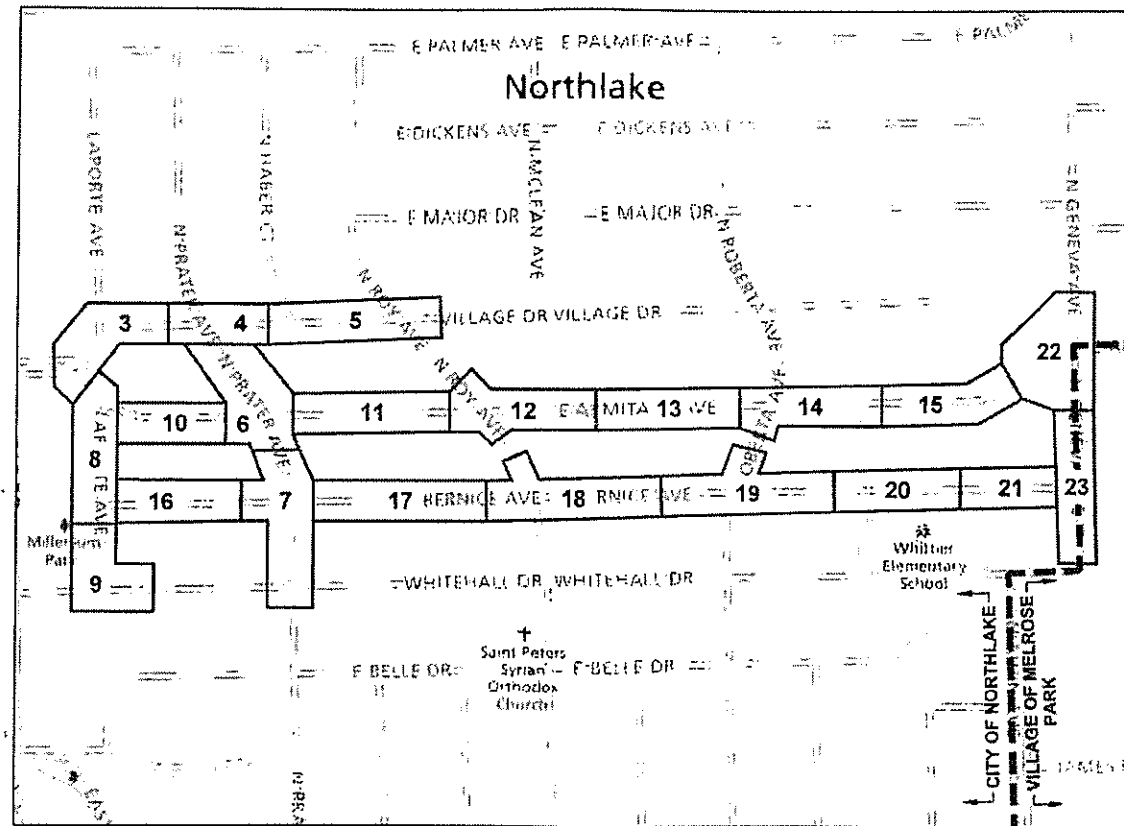 E PALMER AVE E PALMER AVE
Northlake
E DICKENS AVE E DICKENS AVE
LAPORTE AVE
N HABER CT
N MCLEAN AVE
N GENEVA AVE
E MAJOR DR E MAJOR DR
N PRATER AVE N PRATER AVE
N ROY AVE N ROY AVE
N ROBERTA AVE
VILLAGE DR VILLAGE DR
3 4 5
22
10 6 11 12 13 14 15
MITA AVE
8
16 7 17 18 19 20 21 23
BERNICE AVE RNICE AVE
Park
9
WHITEHALL DR WHITEHALL DR
Whittier
Elementary
School
Saint Peters
Syrian
Orthodox
Church
E BELLE DR E BELLE DR
CITY OF NORTHLAKE
VILLAGE OF MELROSE
PARK